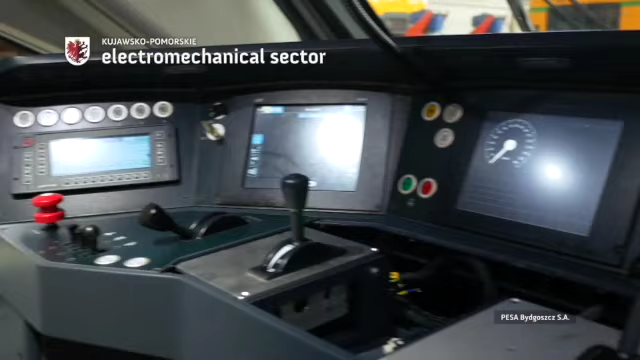 KUJAWSKO-POMORSKIE
electromechanical sector
PESA Bydgoszcz S.A.